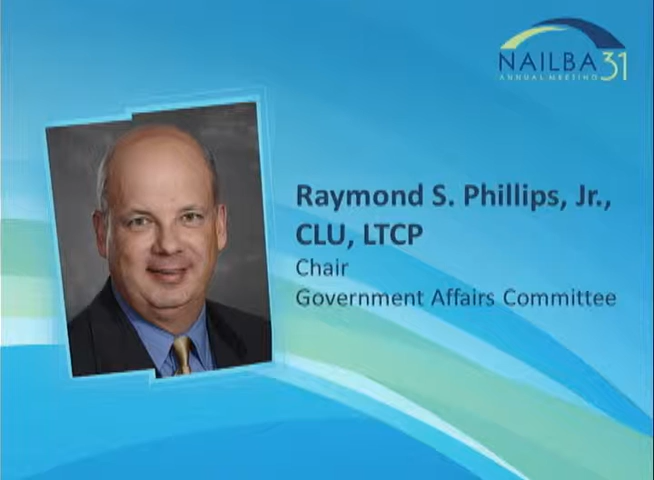 NAILBA 31
ANNUAL MEETING
Raymond S. Phillips, Jr.,
CLU, LTCP
Chair
Government Affairs Committee